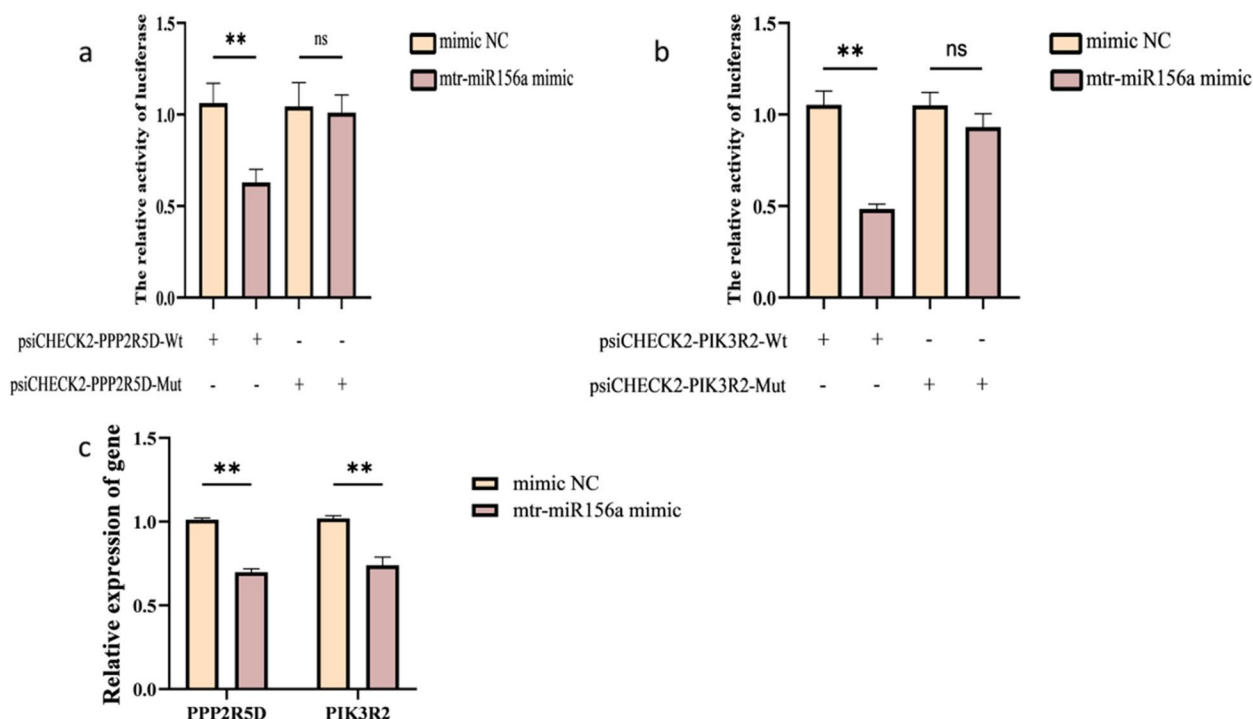 a
The relative activity of luciferase
1.5
1.0
0.5
0.0
**
ns
mimic NC
mtr-miR156a mimic
psiCHECK2-PPP2R5D-Wt + + - -
psiCHECK2-PPP2R5D-Mut - - + +
b
The relative activity of luciferase
1.5
1.0
0.5
0.0
**
ns
mimic NC
mtr-miR156a mimic
psiCHECK2-PIK3R2-Wt + + - -
psiCHECK2-PIK3R2-Mut - - + +
c
Relative expression of gene
1.5
1.0
0.5
0.0
**
**
mimic NC
mtr-miR156a mimic
PPP2R5D PIK3R2